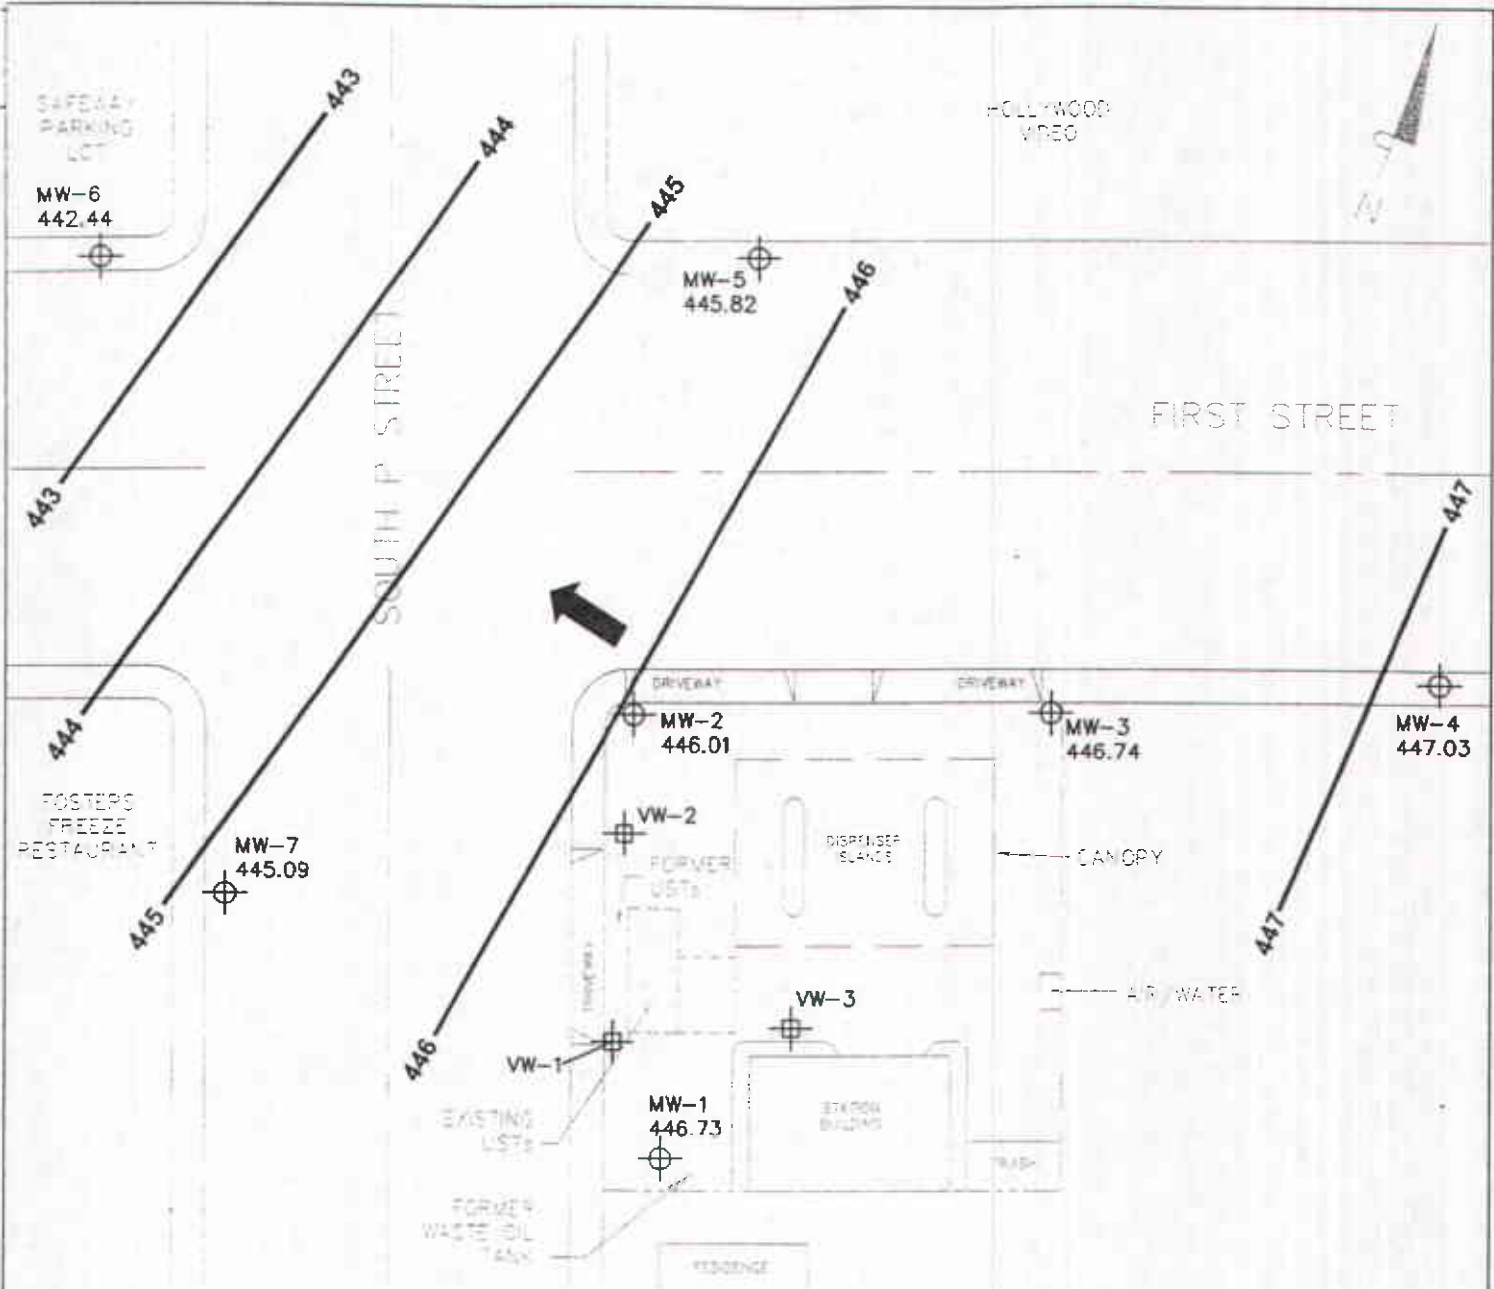 443
444
445
446
SAFEWAY
PARKING
LOT
HOLLYWOOD
VIDEO
N
MW-6
442.44
MW-5
445.82
SOUTH P STREET
FIRST STREET
443
447
DRIVEWAY
DRIVEWAY
MW-2
446.01
MW-3
446.74
MW-4
447.03
444
FOSTERS
FREEZE
RESTAURANT
MW-7
445.09
VW-2
FORMER
USTs
DISPENSER
ISLANDS
CANOPY
445
447
DRIVEWAY
AIR/WATER
VW-3
446
VW-1
EXISTING
USTs
MW-1
446.73
STATION
BUILDING
TRASH
FORMER
WASTE OIL
TANK
RESIDENCE